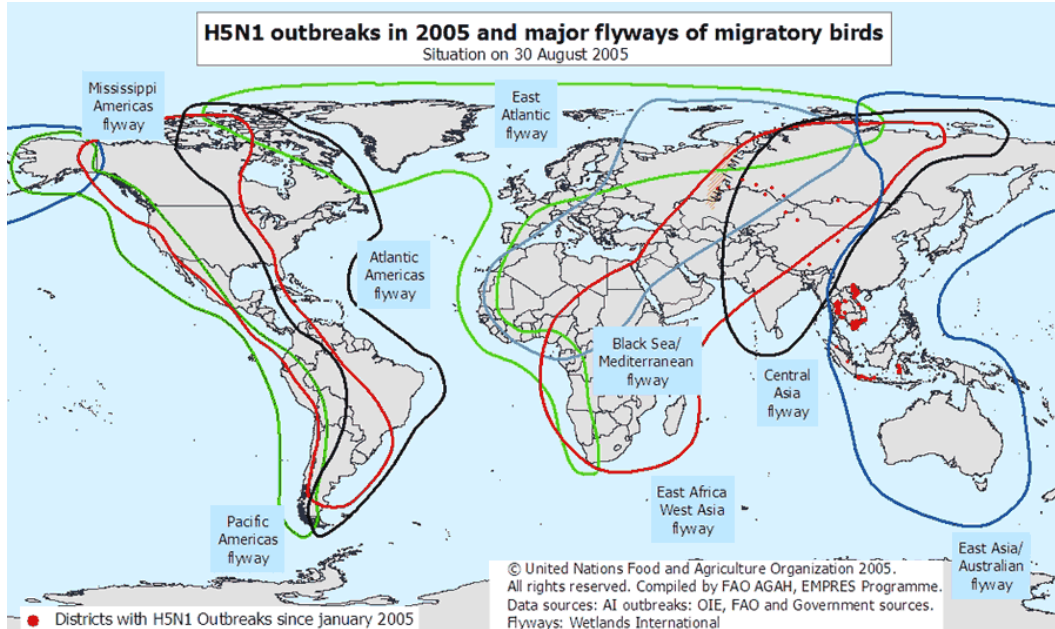 H5N1 outbreaks in 2005 and major flyways of migratory birds
Situation on 30 August 2005
Mississippi
Americas
flyway
East
Atlantic
flyway
Atlantic
Americas
flyway
Black Sea/
Mediterranean
flyway
Central
Asia
flyway
Pacific
Americas
flyway
East Africa
West Asia
flyway
East Asia/
Australian
flyway
© United Nations Food and Agriculture Organization 2005.
All rights reserved. Compiled by FAO AGAH, EMPRES Programme.
Data sources: AI outbreaks: OIE, FAO and Government sources.
Flyways: Wetlands International
Districts with H5N1 Outbreaks since january 2005